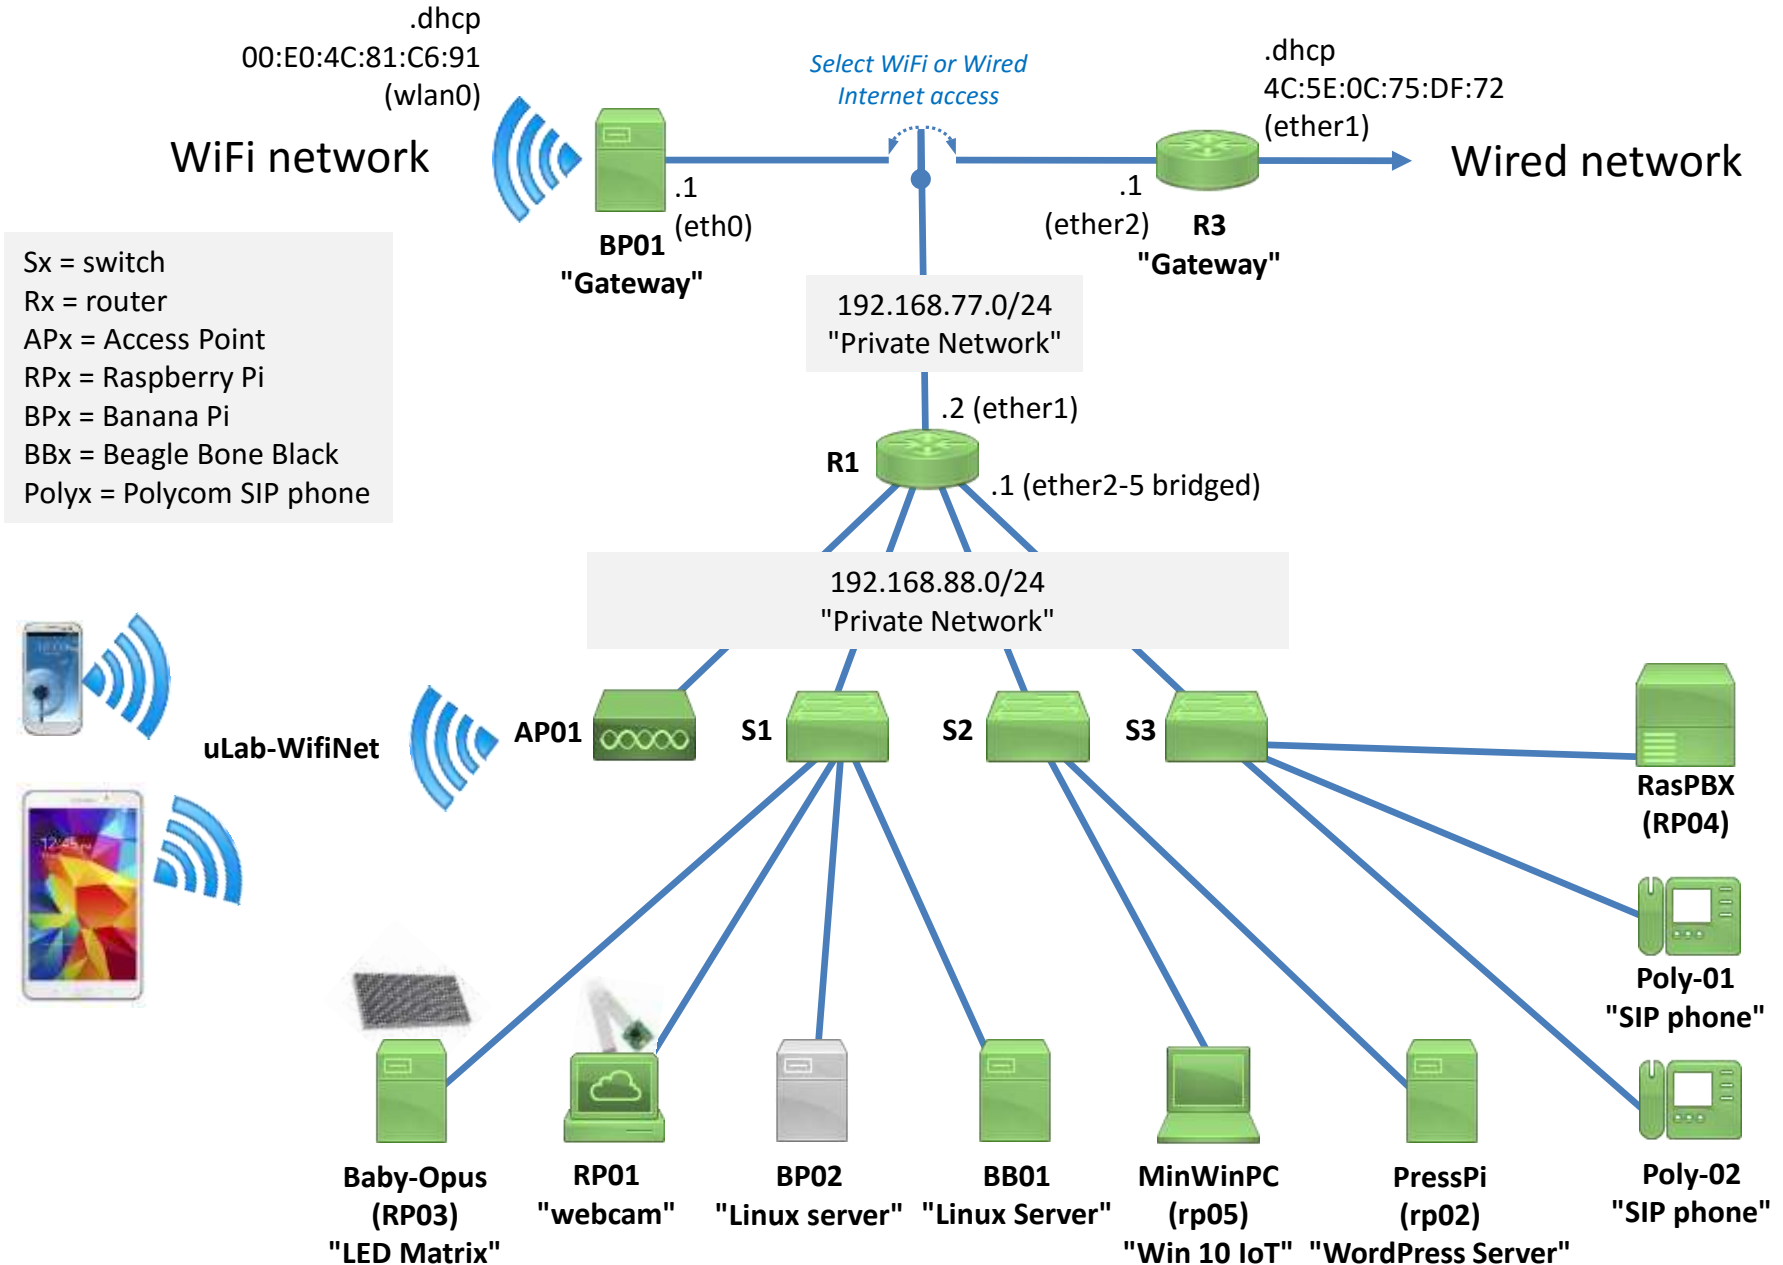 .dhcp
00:E0:4C:81:C6:91
(wlan0)
WiFi network
Select WiFi or Wired
Internet access
.dhcp
4C:5E:0C:75:DF:72
(ether1)
Wired network
.1
(eth0)
BP01
"Gateway"
.1
(ether2)
R3
"Gateway"
Sx = switch
Rx = router
APx = Access Point
RPx = Raspberry Pi
BPx = Banana Pi
BBx = Beagle Bone Black
Polyx = Polycom SIP phone
192.168.77.0/24
"Private Network"
.2 (ether1)
R1
.1 (ether2-5 bridged)
192.168.88.0/24
"Private Network"
uLab-WifiNet
AP01
S1
S2
S3
RasPBX
(RP04)
12:45
Poly-01
"SIP phone"
Baby-Opus
(RP03)
"LED Matrix"
RP01
"webcam"
BP02
"Linux server"
BB01
"Linux Server"
MinWinPC
(rp05)
"Win 10 IoT"
PressPi
(rp02)
"WordPress Server"
Poly-02
"SIP phone"